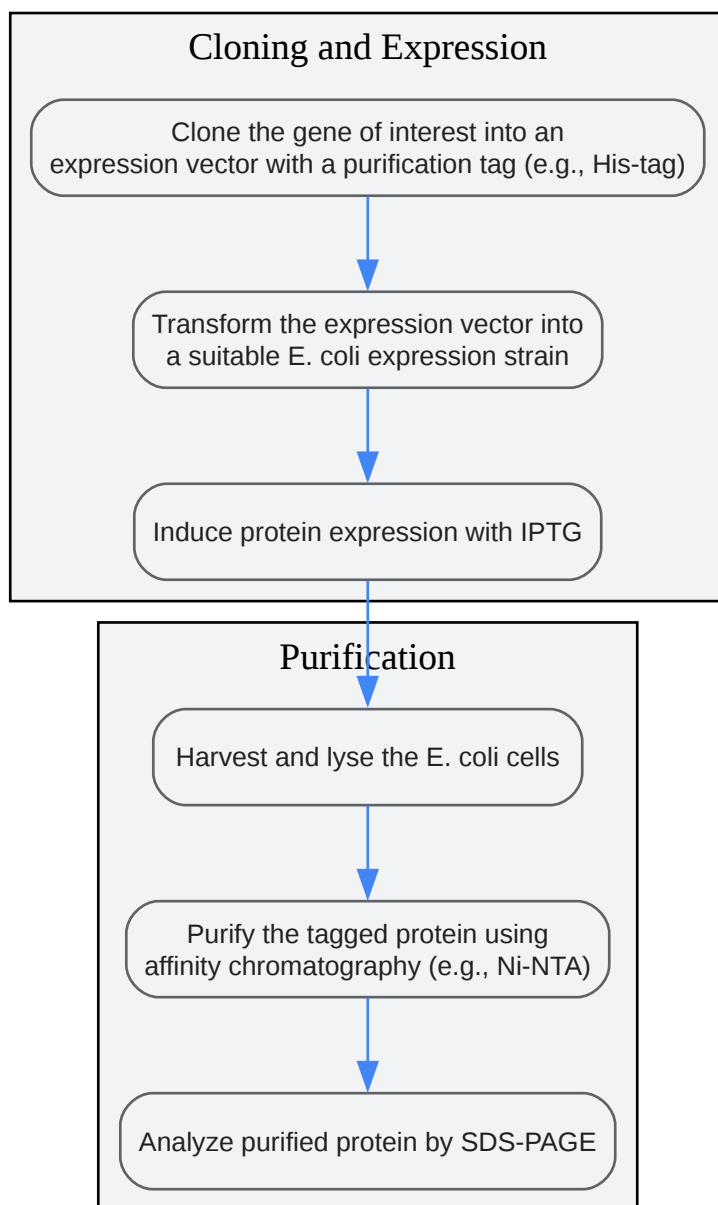 Cloning and Expression
Clone the gene of interest into an
expression vector with a purification tag (e.g., His-tag)
Transform the expression vector into
a suitable E. coli expression strain
Induce protein expression with IPTG
Purification
Harvest and lyse the E. coli cells
Purify the tagged protein using
affinity chromatography (e.g., Ni-NTA)
Analyze purified protein by SDS-PAGE